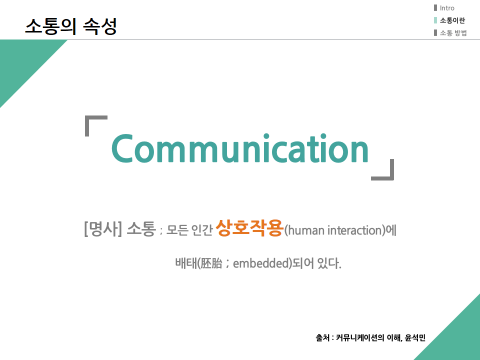 소통의 속성
Intro
소통이란
소통 방법
Communication
[명사] 소통 : 모든 인간 상호작용(human interaction)에
배태(胚胎 ; embedded)되어 있다.
출처 : 커뮤니케이션의 이해, 윤석민